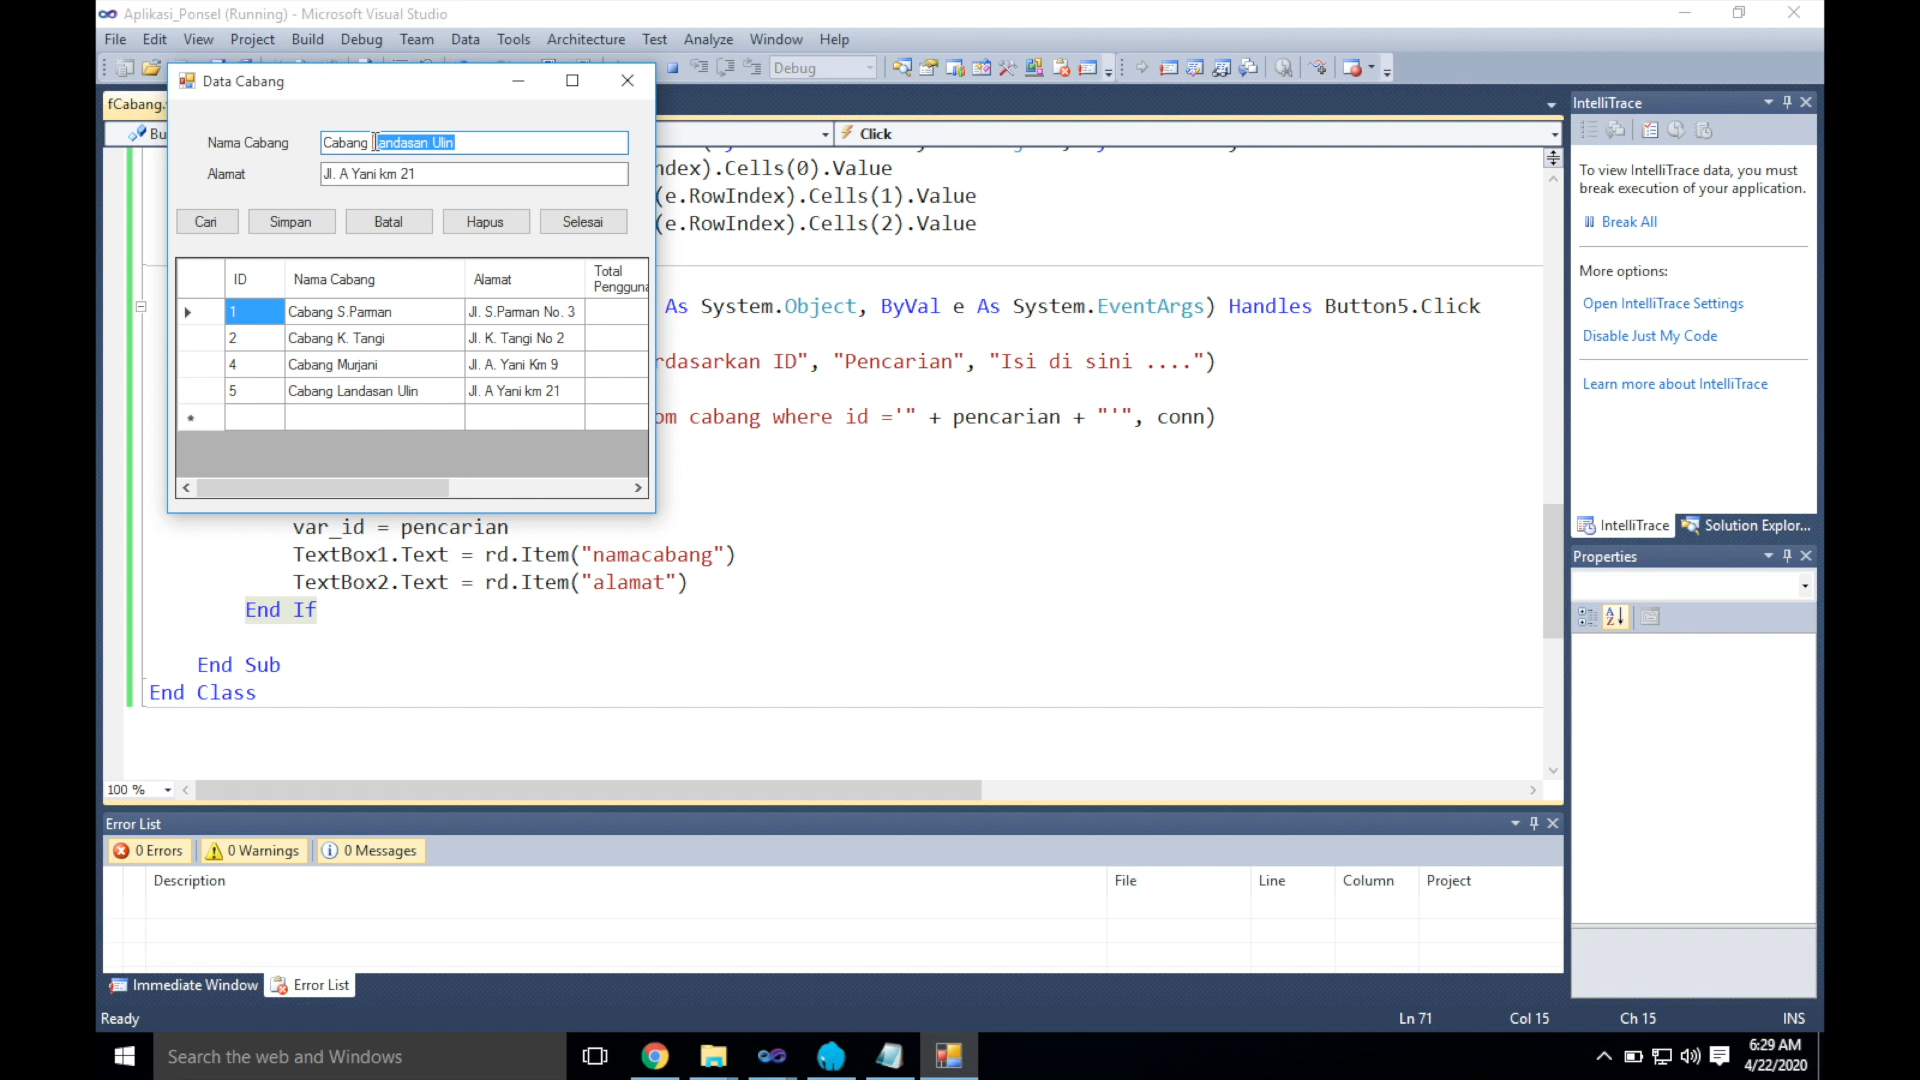 Aplikasi_Ponsel (Running) - Microsoft Visual Studio
File Edit View Project Build Debug Team Data Tools Architecture Test Analyze Window Help
Debug
Data Cabang
fCabang.
Click
Nama Cabang Cabang Landasan Ulin
Alamat Jl. A Yani km 21
Cari Simpan Batal Hapus Selesai
ID Nama Cabang Alamat Total Pengguna
1 Cabang S.Parman Jl. S.Parman No. 3
2 Cabang K. Tangi Jl. K. Tangi No 2
4 Cabang Murjani Jl. A. Yani Km 9
5 Cabang Landasan Ulin Jl. A Yani km 21
*
ndex).Cells(0).Value
(e.RowIndex).Cells(1).Value
(e.RowIndex).Cells(2).Value
As System.Object, ByVal e As System.EventArgs) Handles Button5.Click
rdasarkan ID", "Pencarian", "Isi di sini ....")
om cabang where id ='" + pencarian + "'", conn)
var_id = pencarian
TextBox1.Text = rd.Item("namacabang")
TextBox2.Text = rd.Item("alamat")
End If
End Sub
End Class
100 %
IntelliTrace
To view IntelliTrace data, you must
break execution of your application.
Break All
More options:
Open IntelliTrace Settings
Disable Just My Code
Learn more about IntelliTrace
IntelliTrace Solution Explor...
Properties
Error List
0 Errors 0 Warnings 0 Messages
Description File Line Column Project
Immediate Window Error List
Ready Ln 71 Col 15 Ch 15 INS
Search the web and Windows
6:29 AM
4/22/2020